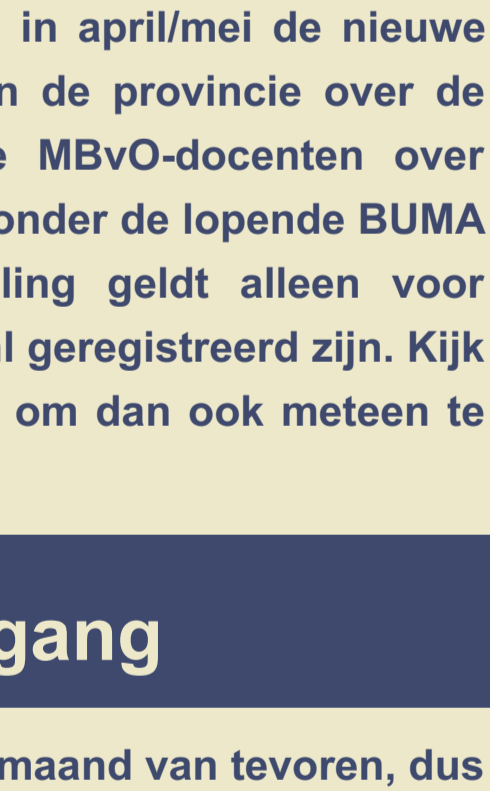 in april/mei de nieuwe
n de provincie over de
e MBvO-docenten over
onder de lopende BUMA
ling geldt alleen voor
l geregistreerd zijn. Kijk
om dan ook meteen te
gang
maand van tevoren, dus